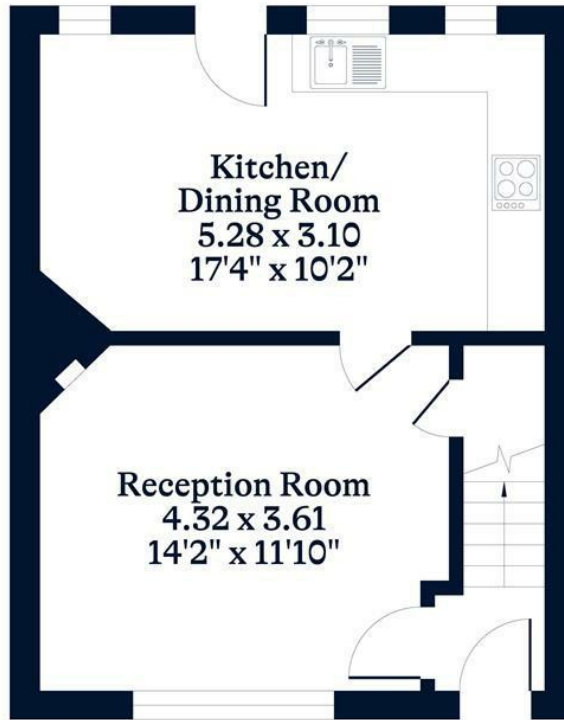 Kitchen/
Dining Room
5.28 x 3.10
17'4" x 10'2"
Reception Room
4.32 x 3.61
14'2" x 11'10"